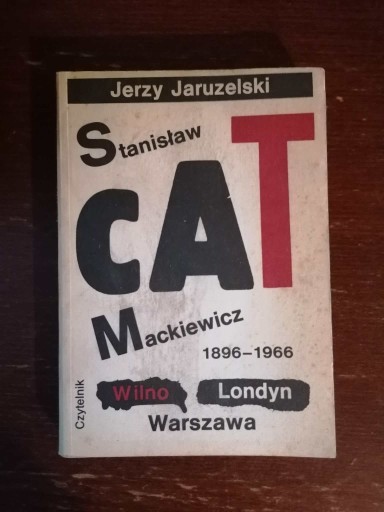 Jerzy Jaruzelski
Stanisław
CAT
Mackiewicz
1896–1966
Wilno Londyn
Warszawa
Czytelnik